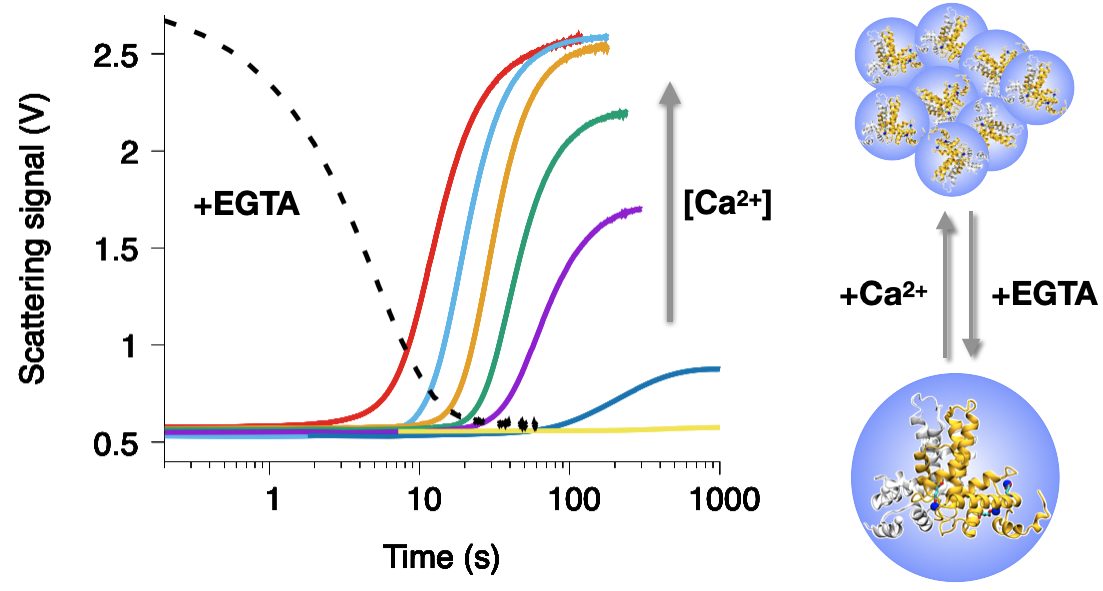 Scattering signal (V)
2.5
2
1.5
1
0.5
+EGTA
[Ca²⁺]
1
10
100
1000
Time (s)
+Ca²⁺
+EGTA